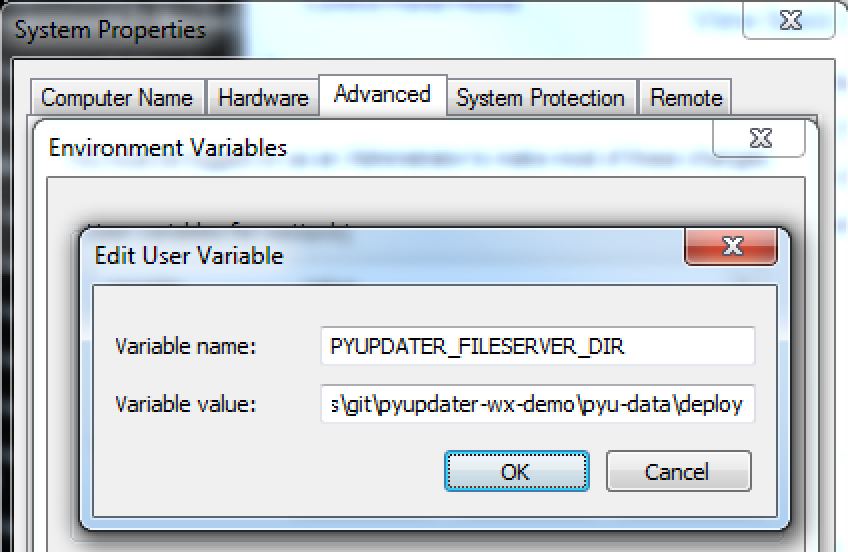 System Properties
Computer Name
Hardware
Advanced
System Protection
Remote
Environment Variables
Edit User Variable
Variable name:
PYUPDATER_FILESERVER_DIR
Variable value:
s\git\pyupdater-wx-demo\pyu-data\deploy
OK
Cancel